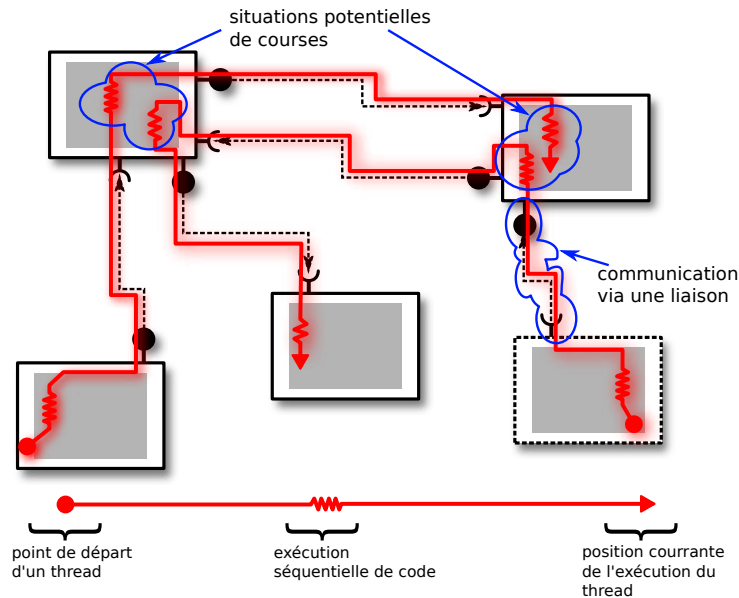 situations potentielles
de courses
communication
via une liaison
point de départ
d'un thread
exécution
séquentielle de code
position courrante
de l'exécution du
thread